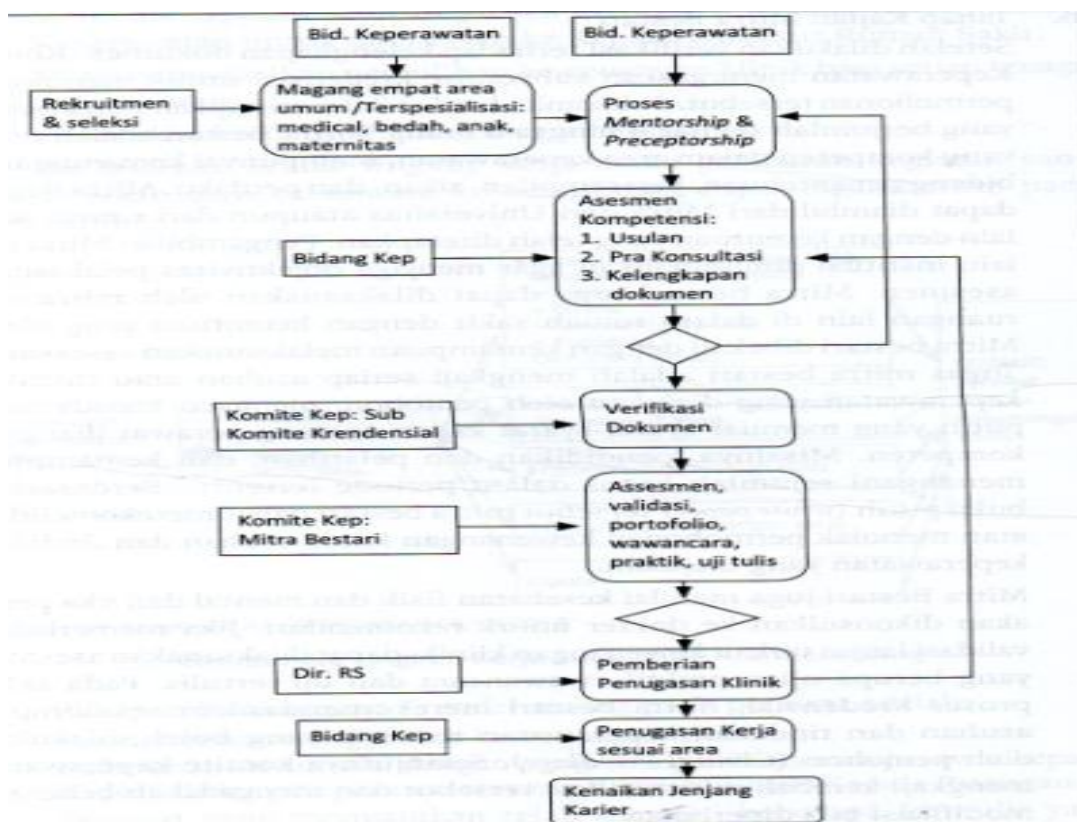 Bid. Keperawatan
Bid. Keperawatan
Rekruitmen
& seleksi
Magang empat area
umum /Terspesialisasi:
medical, bedah, anak,
maternitas
Proses
Mentorship &
Preceptorship
Bidang Kep
Asesmen
Kompetensi:
1. Usulan
2. Pra Konsultasi
3. Kelengkapan
dokumen
Komite Kep: Sub
Komite Krendensial
Verifikasi
Dokumen
Komite Kep:
Mitra Bestari
Assesmen,
validasi,
portofolio,
wawancara,
praktik, uji tulis
Dir. RS
Pemberian
Penugasan Klinik
Bidang Kep
Penugasan Kerja
sesuai area
Kenaikan Jenjang
Karier